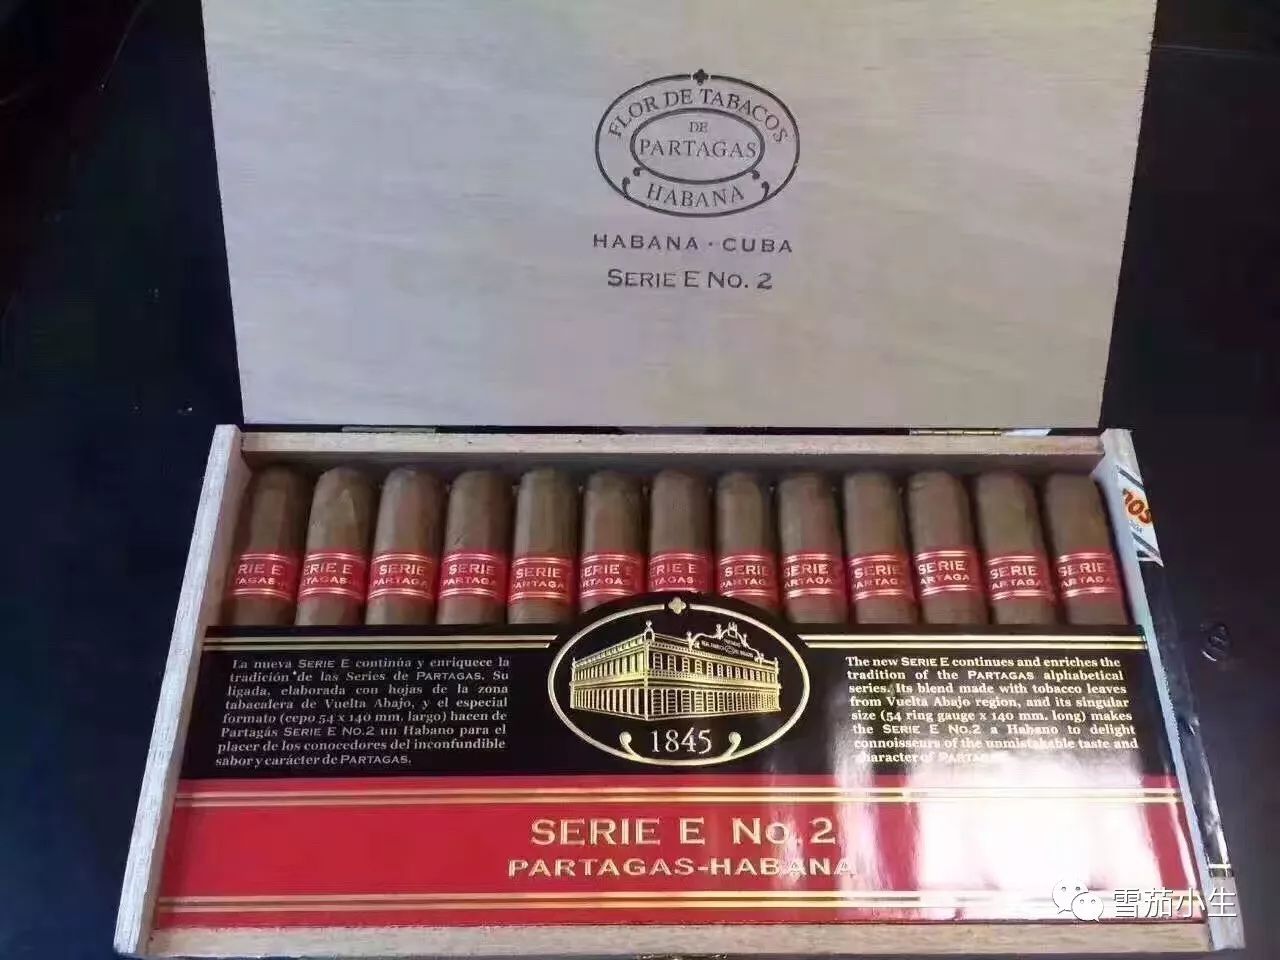 FLOR DE TABACOS
DE
PARTAGAS
HABANA
HABANA · CUBA
SERIE E No. 2
SERIE E
PARTAGAS
La nueva SERIE E continúa y enriquece la
tradición de las Series de PARTAGAS. Su
ligada, elaborada con hojas de la zona
tabacalera de Vuelta Abajo, y el especial
formato (cepo 54 x 140 mm. largo) hacen de
Partagás SERIE E No.2 un Habano para el
placer de los conocedores del inconfundible
sabor y carácter de PARTAGAS.
1845
The new SERIE E continues and enriches the
tradition of the PARTAGAS alphabetical
series. Its blend made with tobacco leaves
from Vuelta Abajo region, and its singular
size (54 ring gauge x 140 mm. long) makes
the SERIE E No.2 a Habano to delight
connoisseurs of the unmistakable taste and
character of PARTAGAS
SERIE E No. 2
PARTAGAS-HABANA
雪茄小生